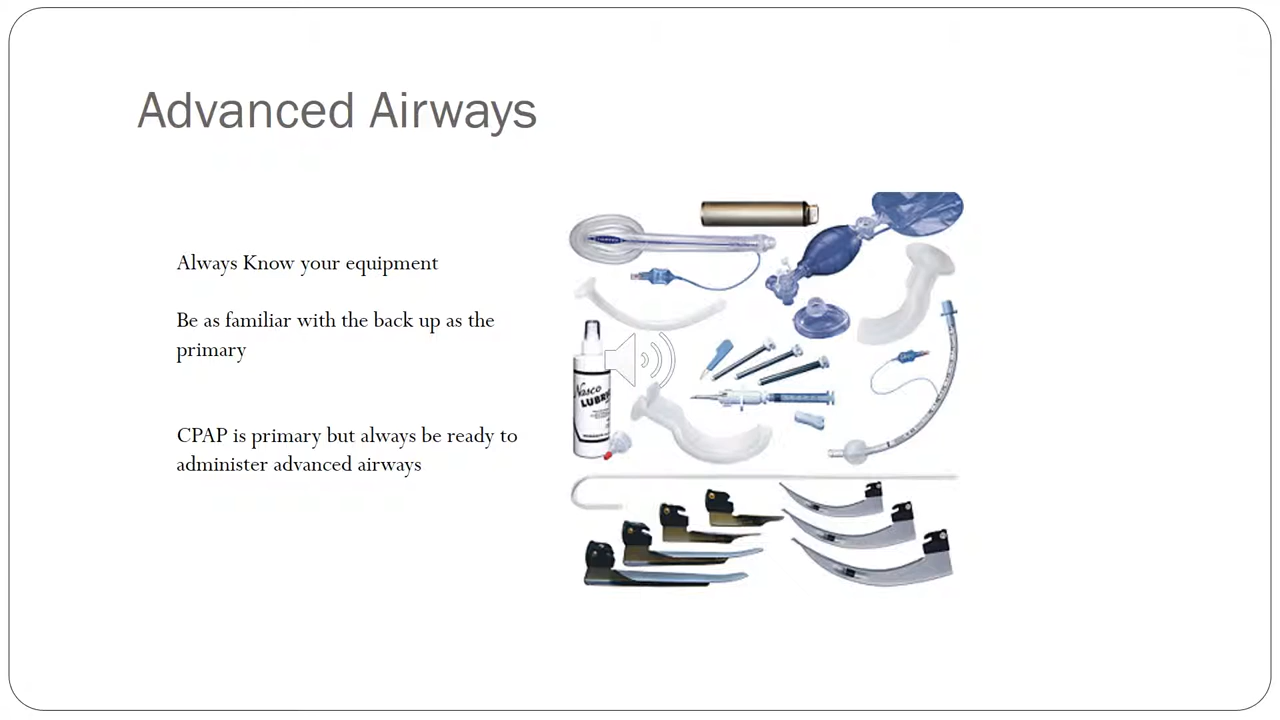 Advanced Airways
Always Know your equipment
Be as familiar with the back up as the
primary
CPAP is primary but always be ready to
administer advanced airways
Nasco